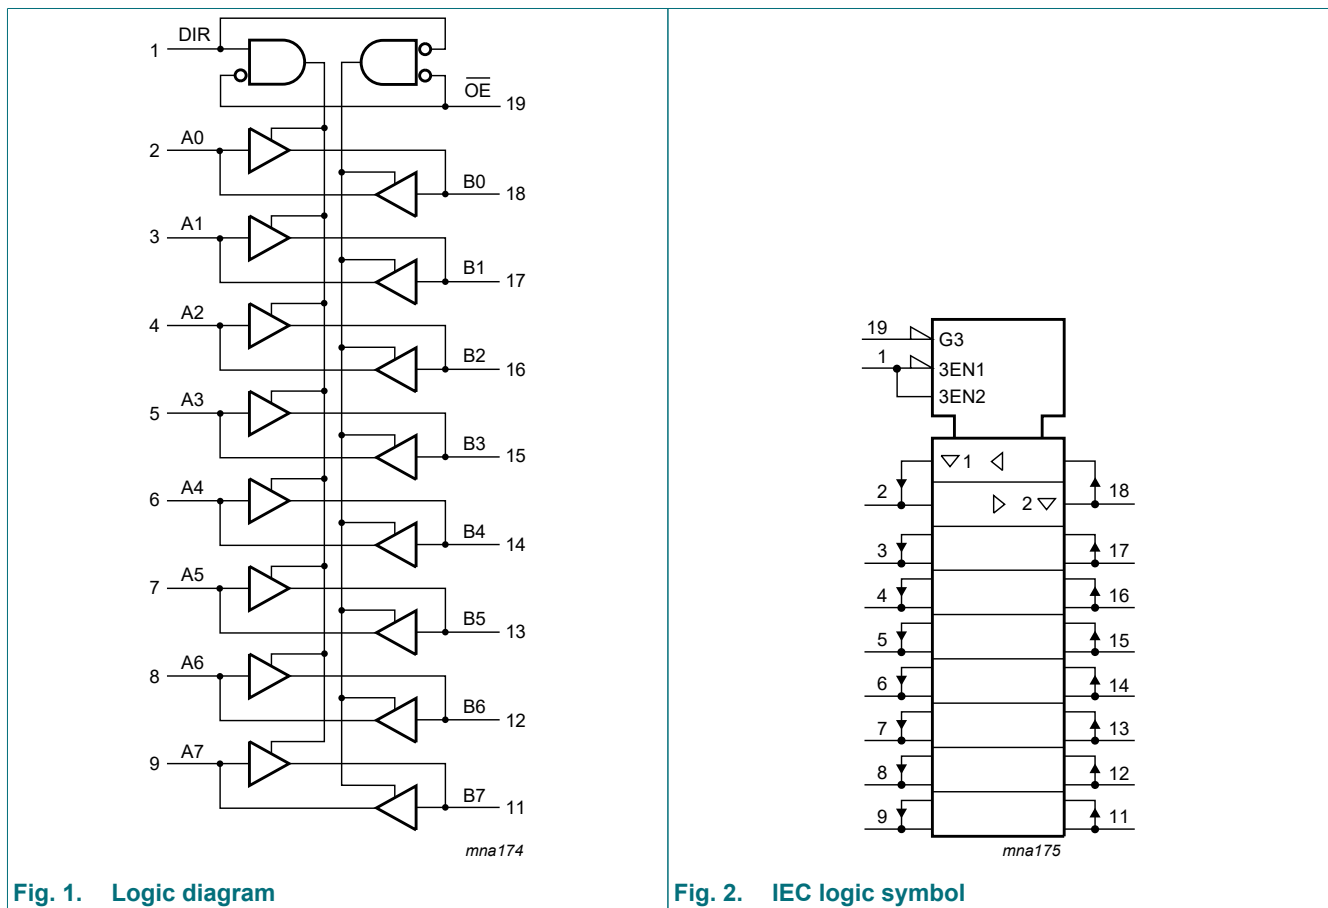 DIR
1
OE
19
A0
2
B0
18
A1
3
B1
17
A2
4
B2
16
A3
5
B3
15
A4
6
B4
14
A5
7
B5
13
A6
8
B6
12
A7
9
B7
11
mna174
Fig. 1. Logic diagram
19
G3
1
3EN1
3EN2
1
2
18
2
3
17
4
16
5
15
6
14
7
13
8
12
9
11
mna175
Fig. 2. IEC logic symbol